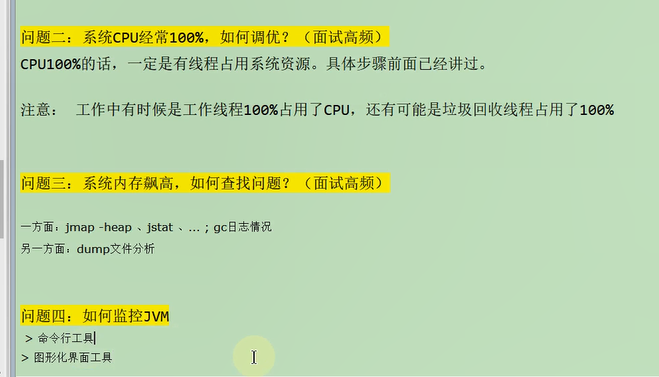 问题二：系统CPU经常100%，如何调优？（面试高频）
CPU100%的话，一定是有线程占用系统资源。具体步骤前面已经讲过。
注意： 工作中有时候是工作线程100%占用了CPU，还有可能是垃圾回收线程占用了100%
问题三：系统内存飙高，如何查找问题？（面试高频）
一方面：jmap -heap 、jstat 、... ; gc日志情况
另一方面：dump文件分析
问题四：如何监控JVM
> 命令行工具
> 图形化界面工具